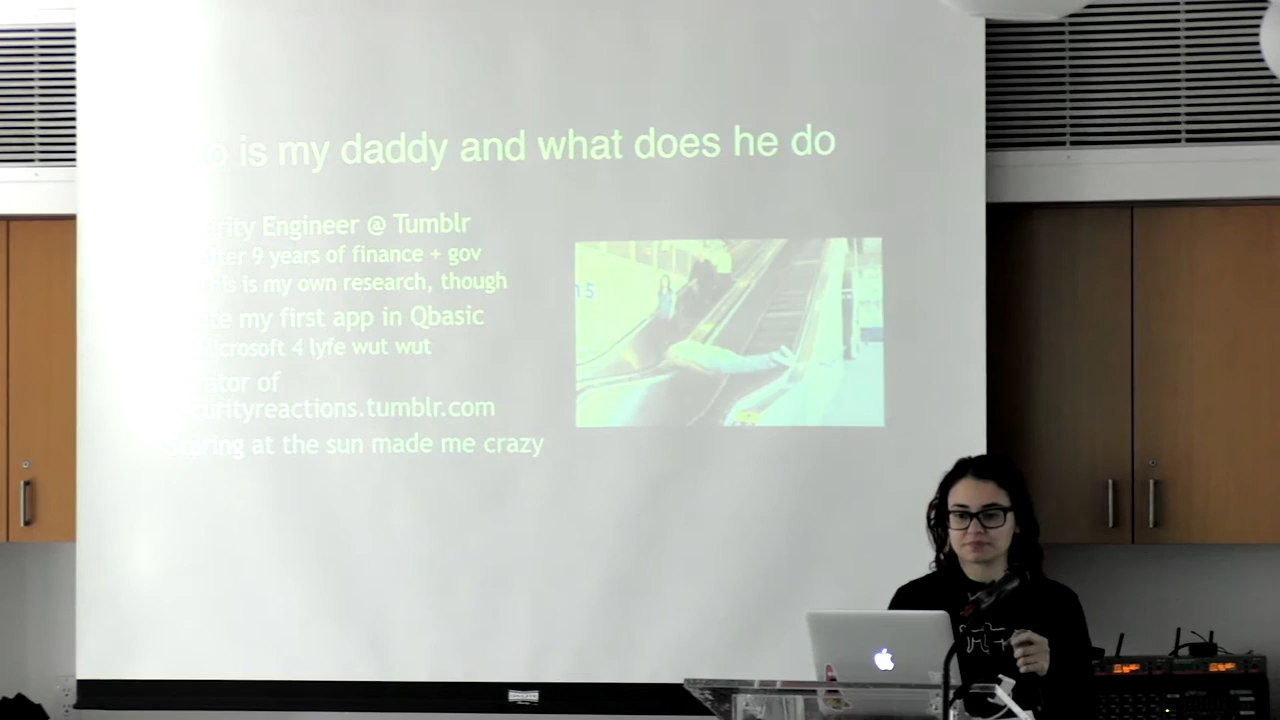 is my daddy and what does he do
Engineer @ Tumblr
9 years of finance + gov
is my own research, though
my first app in Qbasic
4 lyfe wut wut
of
securityreactions.tumblr.com
Staring at the sun made me crazy